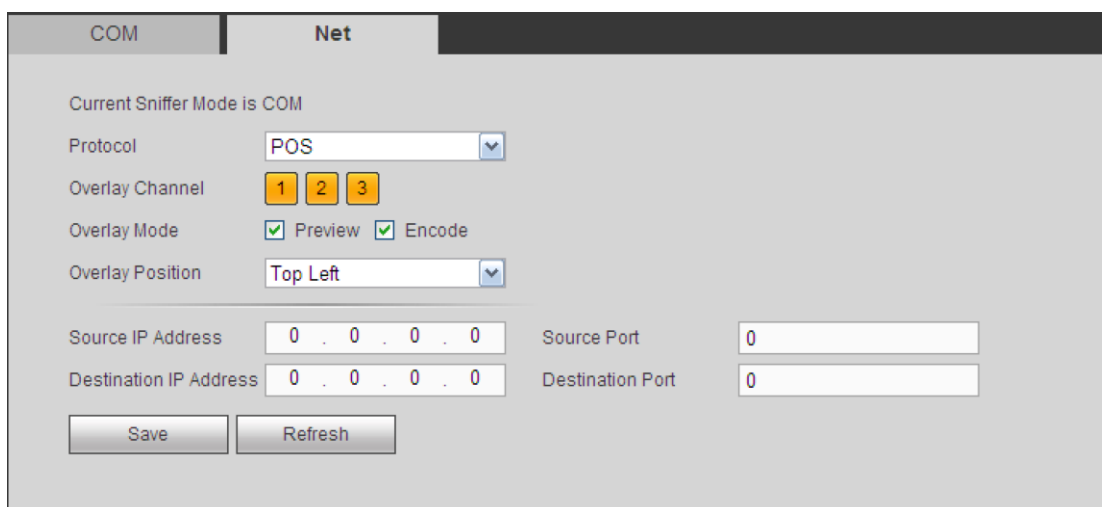 COM Net
Current Sniffer Mode is COM
Protocol POS
Overlay Channel 1 2 3
Overlay Mode Preview Encode
Overlay Position Top Left
Source IP Address 0 . 0 . 0 . 0 Source Port 0
Destination IP Address 0 . 0 . 0 . 0 Destination Port 0
Save Refresh